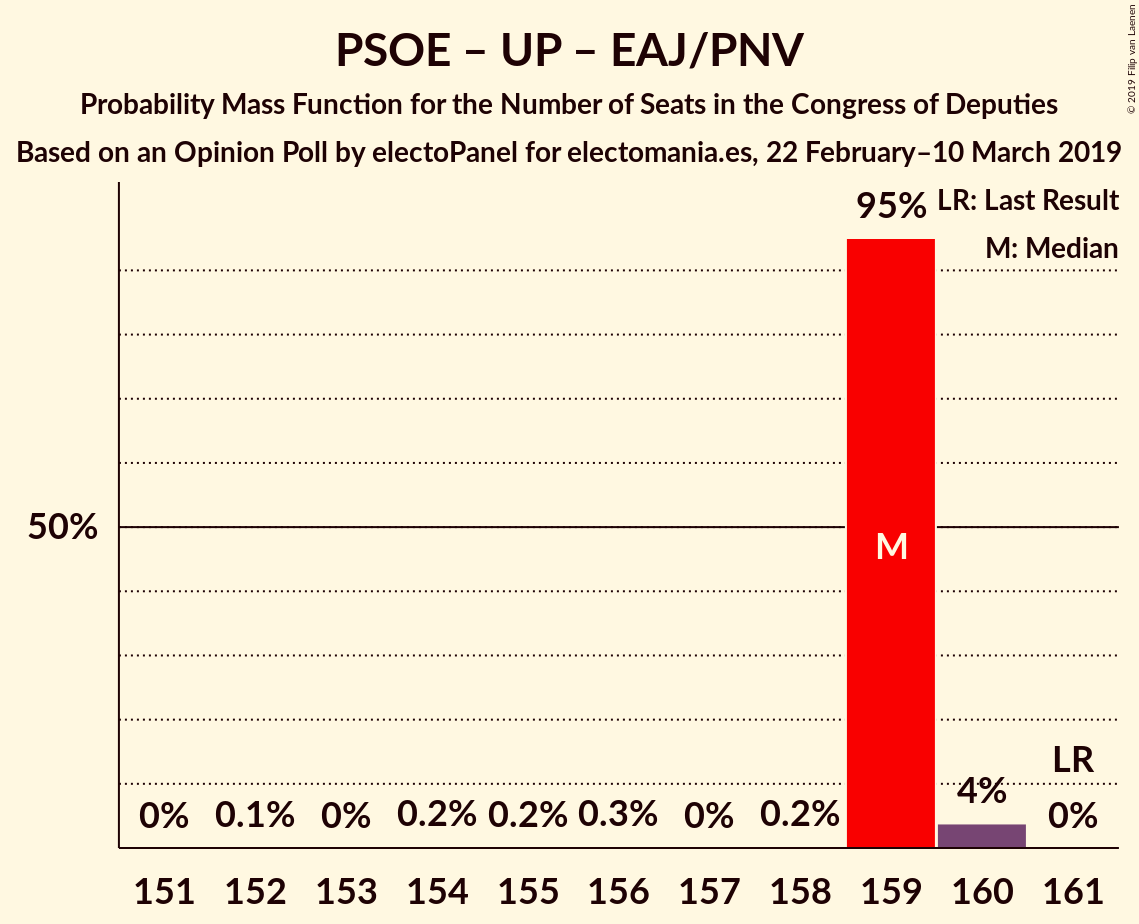 PSOE – UP – EAJ/PNV
Probability Mass Function for the Number of Seats in the Congress of Deputies
Based on an Opinion Poll by electoPanel for electomania.es, 22 February–10 March 2019
© 2019 Filip van Laenen
LR: Last Result
M: Median
95%
50%
M
LR
0% 0.1% 0% 0.2% 0.2% 0.3% 0% 0.2% 4% 0%
151 152 153 154 155 156 157 158 159 160 161